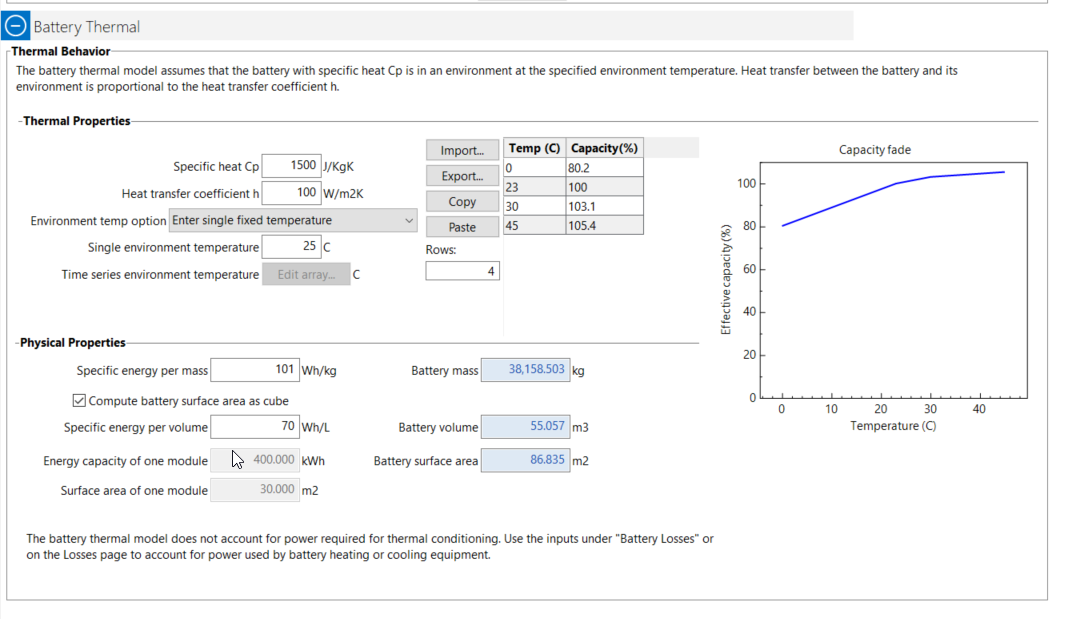 Battery Thermal
Thermal Behavior
The battery thermal model assumes that the battery with specific heat Cp is in an environment at the specified environment temperature. Heat transfer between the battery and its
environment is proportional to the heat transfer coefficient h.
Thermal Properties
Specific heat Cp 1500 J/KgK
Heat transfer coefficient h 100 W/m2K
Environment temp option Enter single fixed temperature
Single environment temperature 25 C
Time series environment temperature Edit array... C
Import...
Export...
Copy
Paste
Rows:
4
Temp (C) Capacity(%)
0 80.2
23 100
30 103.1
45 105.4
Capacity fade
Effective capacity (%)
100
80
60
40
20
0
0 10 20 30 40
Temperature (C)
Physical Properties
Specific energy per mass 101 Wh/kg
Battery mass 38,158.503 kg
Compute battery surface area as cube
Specific energy per volume 70 Wh/L
Battery volume 55.057 m3
Energy capacity of one module 400.000 kWh
Battery surface area 86.835 m2
Surface area of one module 30.000 m2
The battery thermal model does not account for power required for thermal conditioning. Use the inputs under "Battery Losses" or
on the Losses page to account for power used by battery heating or cooling equipment.